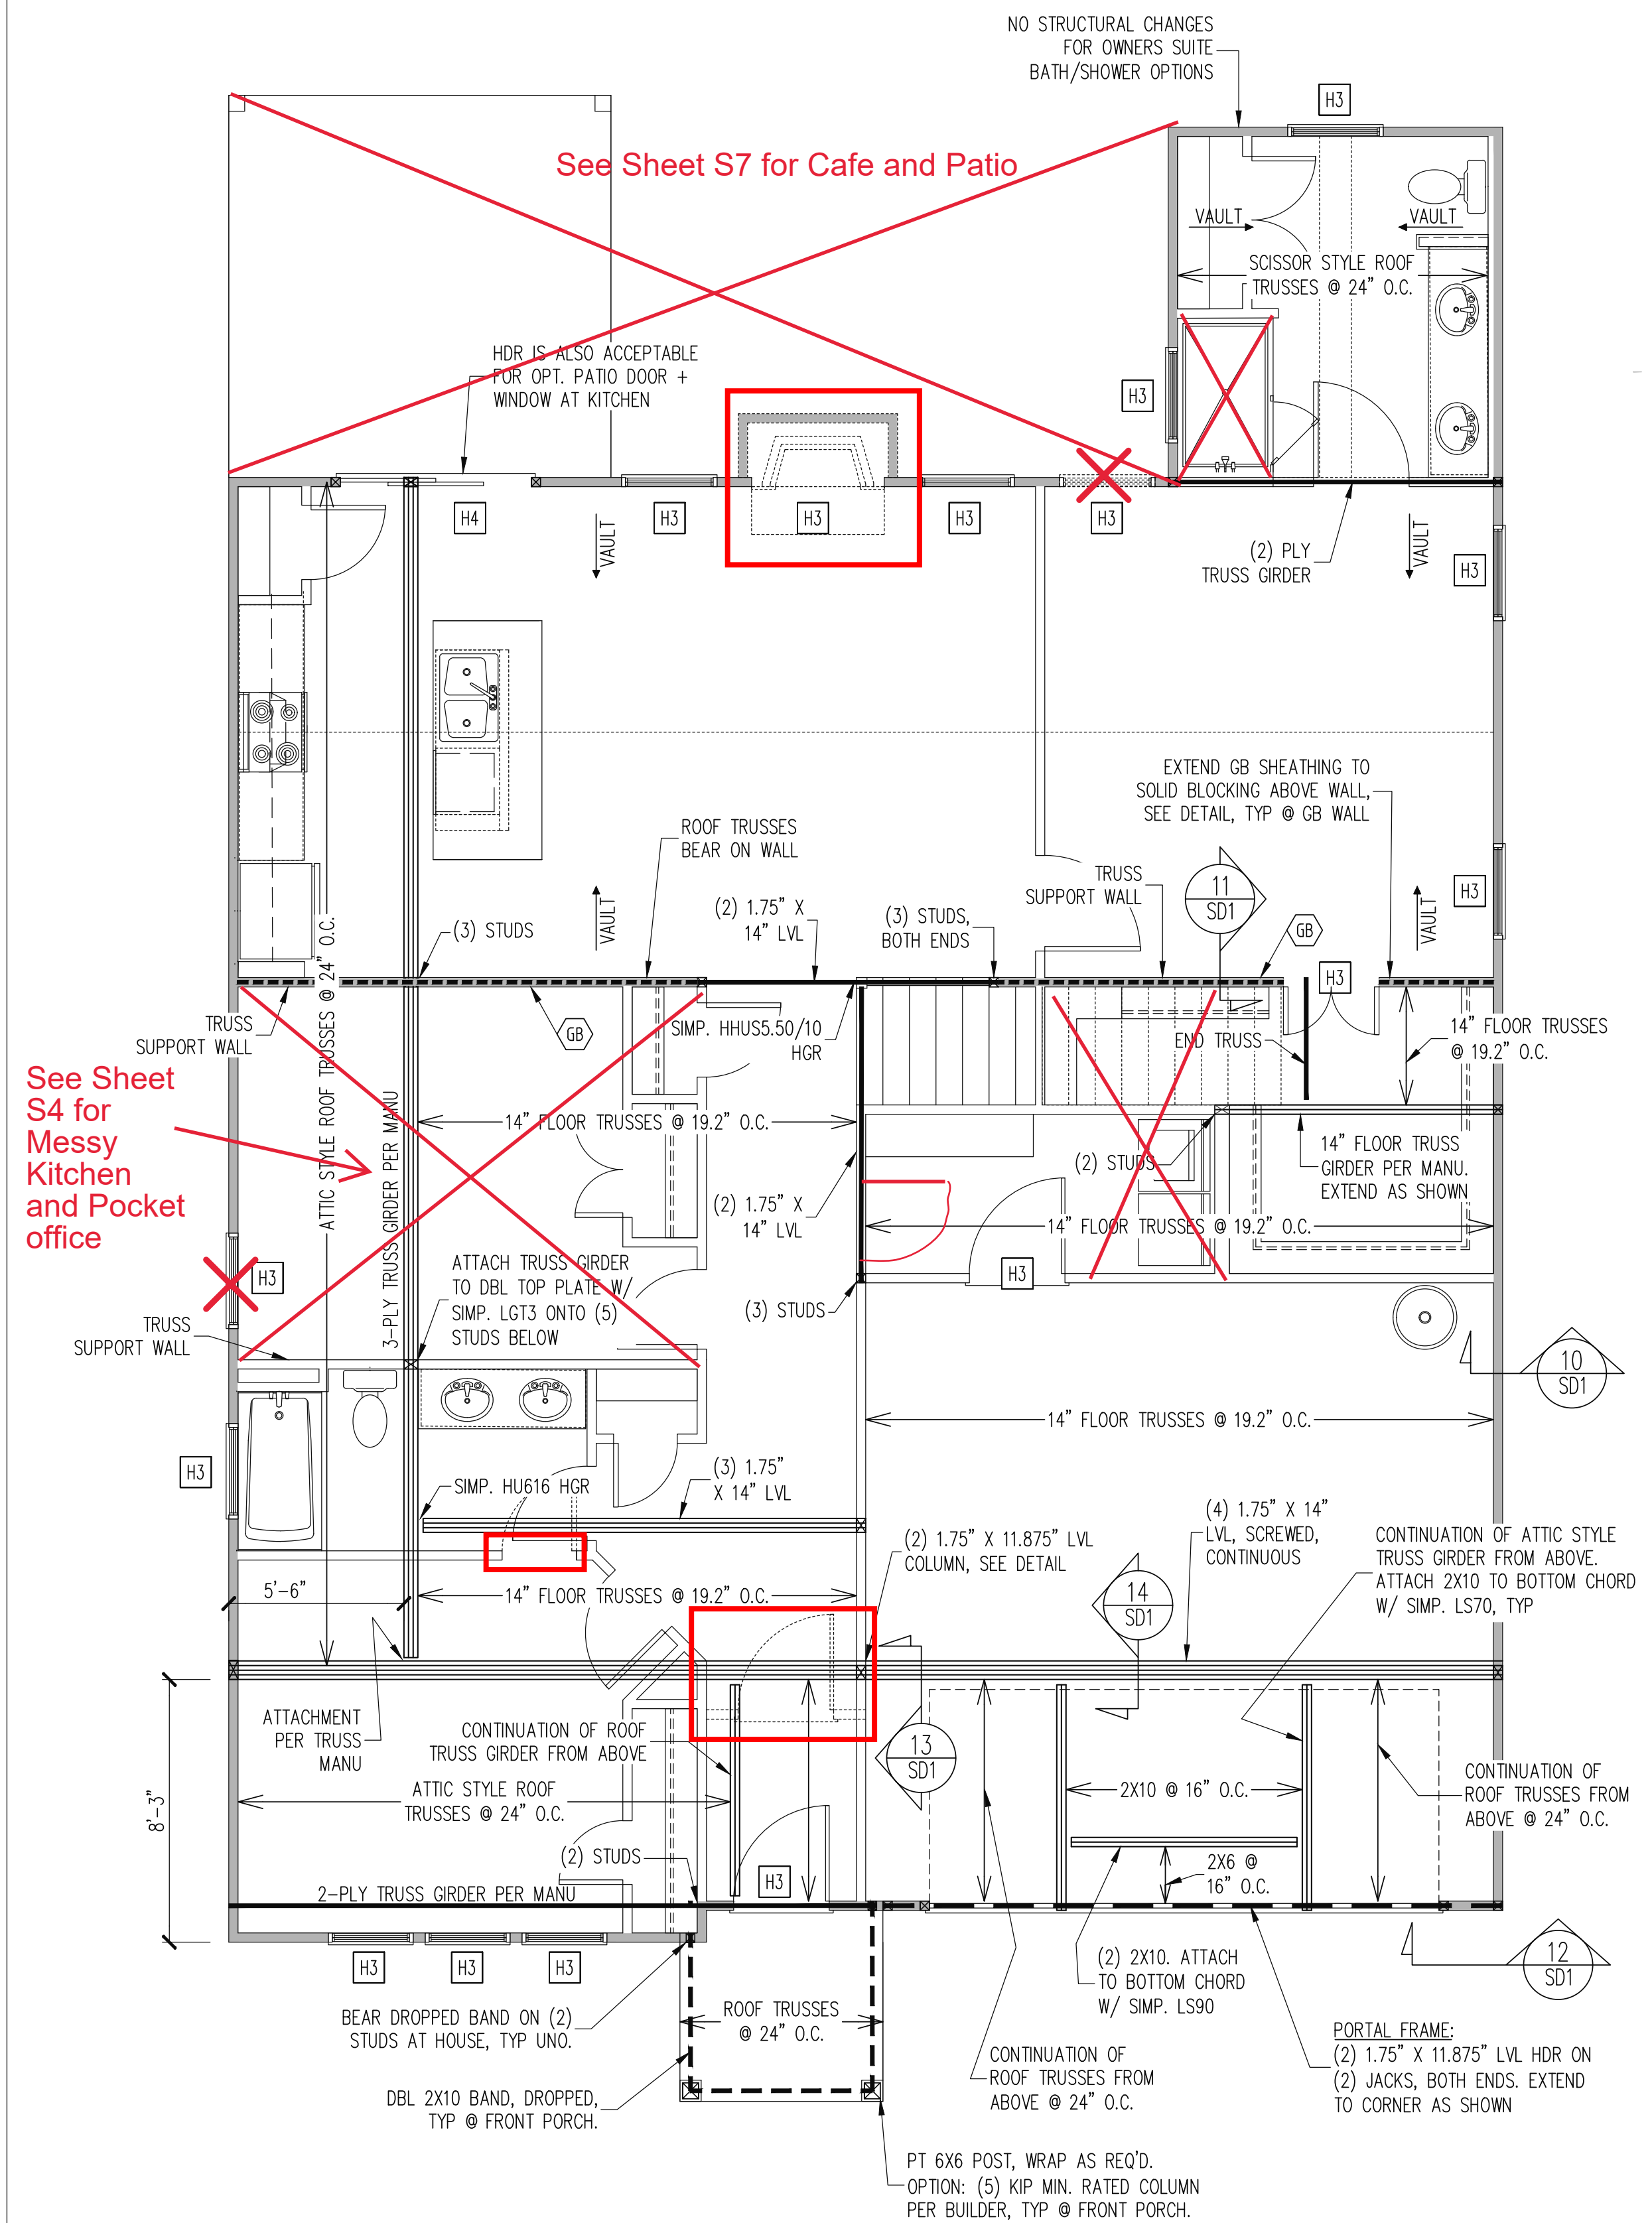 NO STRUCTURAL CHANGES
FOR OWNERS SUITE
BATH/SHOWER OPTIONS
H3
See Sheet S7 for Cafe and Patio
VAULT
VAULT
SCISSOR STYLE ROOF
TRUSSES @ 24" O.C.
HDR IS ALSO ACCEPTABLE
FOR OPT. PATIO DOOR +
WINDOW AT KITCHEN
H3
H4
H3
H3
H3
H3
VAULT
(2) PLY
TRUSS GIRDER
VAULT
H3
EXTEND GB SHEATHING TO
SOLID BLOCKING ABOVE WALL,
SEE DETAIL, TYP @ GB WALL
ROOF TRUSSES
BEAR ON WALL
TRUSS
SUPPORT WALL
11
SD1
H3
(3) STUDS
VAULT
(2) 1.75" X
14" LVL
(3) STUDS,
BOTH ENDS
GB
VAULT
H3
ATTIC STYLE ROOF TRUSSES @ 24" O.C.
TRUSS
SUPPORT WALL
GB
SIMP. HHUS5.50/10
HGR
END TRUSS
14" FLOOR TRUSSES
@ 19.2" O.C.
See Sheet
S4 for
Messy
Kitchen
and Pocket
office
3-PLY TRUSS GIRDER PER MANU
14" FLOOR TRUSSES @ 19.2" O.C.
(2) STUDS
14" FLOOR TRUSS
GIRDER PER MANU.
EXTEND AS SHOWN
(2) 1.75" X
14" LVL
14" FLOOR TRUSSES @ 19.2" O.C.
H3
ATTACH TRUSS GIRDER
TO DBL TOP PLATE W/
SIMP. LGT3 ONTO (5)
STUDS BELOW
H3
(3) STUDS
TRUSS
SUPPORT WALL
10
SD1
14" FLOOR TRUSSES @ 19.2" O.C.
H3
SIMP. HU616 HGR
(3) 1.75"
X 14" LVL
(2) 1.75" X 11.875" LVL
COLUMN, SEE DETAIL
(4) 1.75" X 14"
LVL, SCREWED,
CONTINUOUS
CONTINUATION OF ATTIC STYLE
TRUSS GIRDER FROM ABOVE.
ATTACH 2X10 TO BOTTOM CHORD
W/ SIMP. LS70, TYP
5'-6"
14" FLOOR TRUSSES @ 19.2" O.C.
14
SD1
ATTACHMENT
PER TRUSS
MANU
CONTINUATION OF ROOF
TRUSS GIRDER FROM ABOVE
13
SD1
8'-3"
ATTIC STYLE ROOF
TRUSSES @ 24" O.C.
2X10 @ 16" O.C.
CONTINUATION OF
ROOF TRUSSES FROM
ABOVE @ 24" O.C.
(2) STUDS
H3
2X6 @
16" O.C.
2-PLY TRUSS GIRDER PER MANU
H3
H3
H3
(2) 2X10. ATTACH
TO BOTTOM CHORD
W/ SIMP. LS90
12
SD1
BEAR DROPPED BAND ON (2)
STUDS AT HOUSE, TYP UNO.
ROOF TRUSSES
@ 24" O.C.
CONTINUATION OF
ROOF TRUSSES FROM
ABOVE @ 24" O.C.
PORTAL FRAME:
(2) 1.75" X 11.875" LVL HDR ON
(2) JACKS, BOTH ENDS. EXTEND
TO CORNER AS SHOWN
DBL 2X10 BAND, DROPPED,
TYP @ FRONT PORCH.
PT 6X6 POST, WRAP AS REQ'D.
OPTION: (5) KIP MIN. RATED COLUMN
PER BUILDER, TYP @ FRONT PORCH.